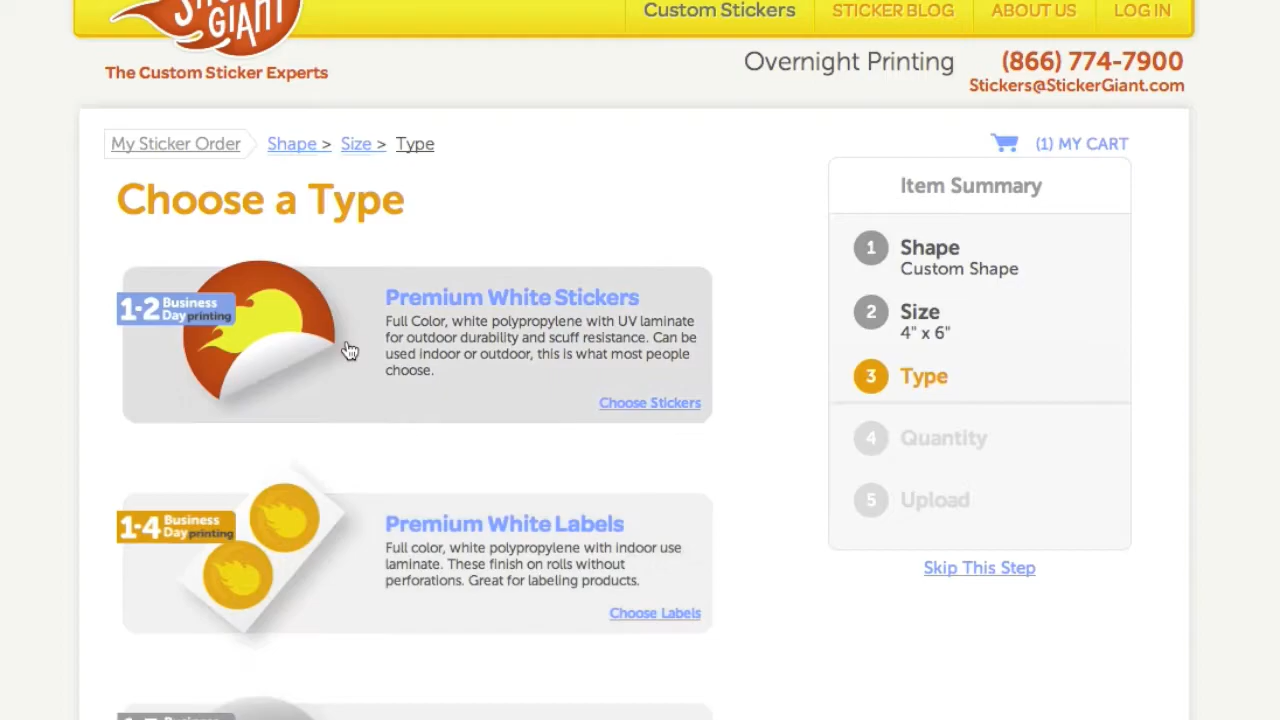 GIANT
Custom Stickers STICKER BLOG ABOUT US LOG IN
The Custom Sticker Experts
Overnight Printing (866) 774-7900
Stickers@StickerGiant.com
My Sticker Order Shape > Size > Type
(1) MY CART
Choose a Type
Item Summary
1 Shape
Custom Shape
2 Size
4" x 6"
3 Type
4 Quantity
5 Upload
Skip This Step
1-2 Business
Day printing
Premium White Stickers
Full Color, white polypropylene with UV laminate
for outdoor durability and scuff resistance. Can be
used indoor or outdoor, this is what most people
choose.
Choose Stickers
1-4 Business
Day printing
Premium White Labels
Full color, white polypropylene with indoor use
laminate. These finish on rolls without
perforations. Great for labeling products.
Choose Labels